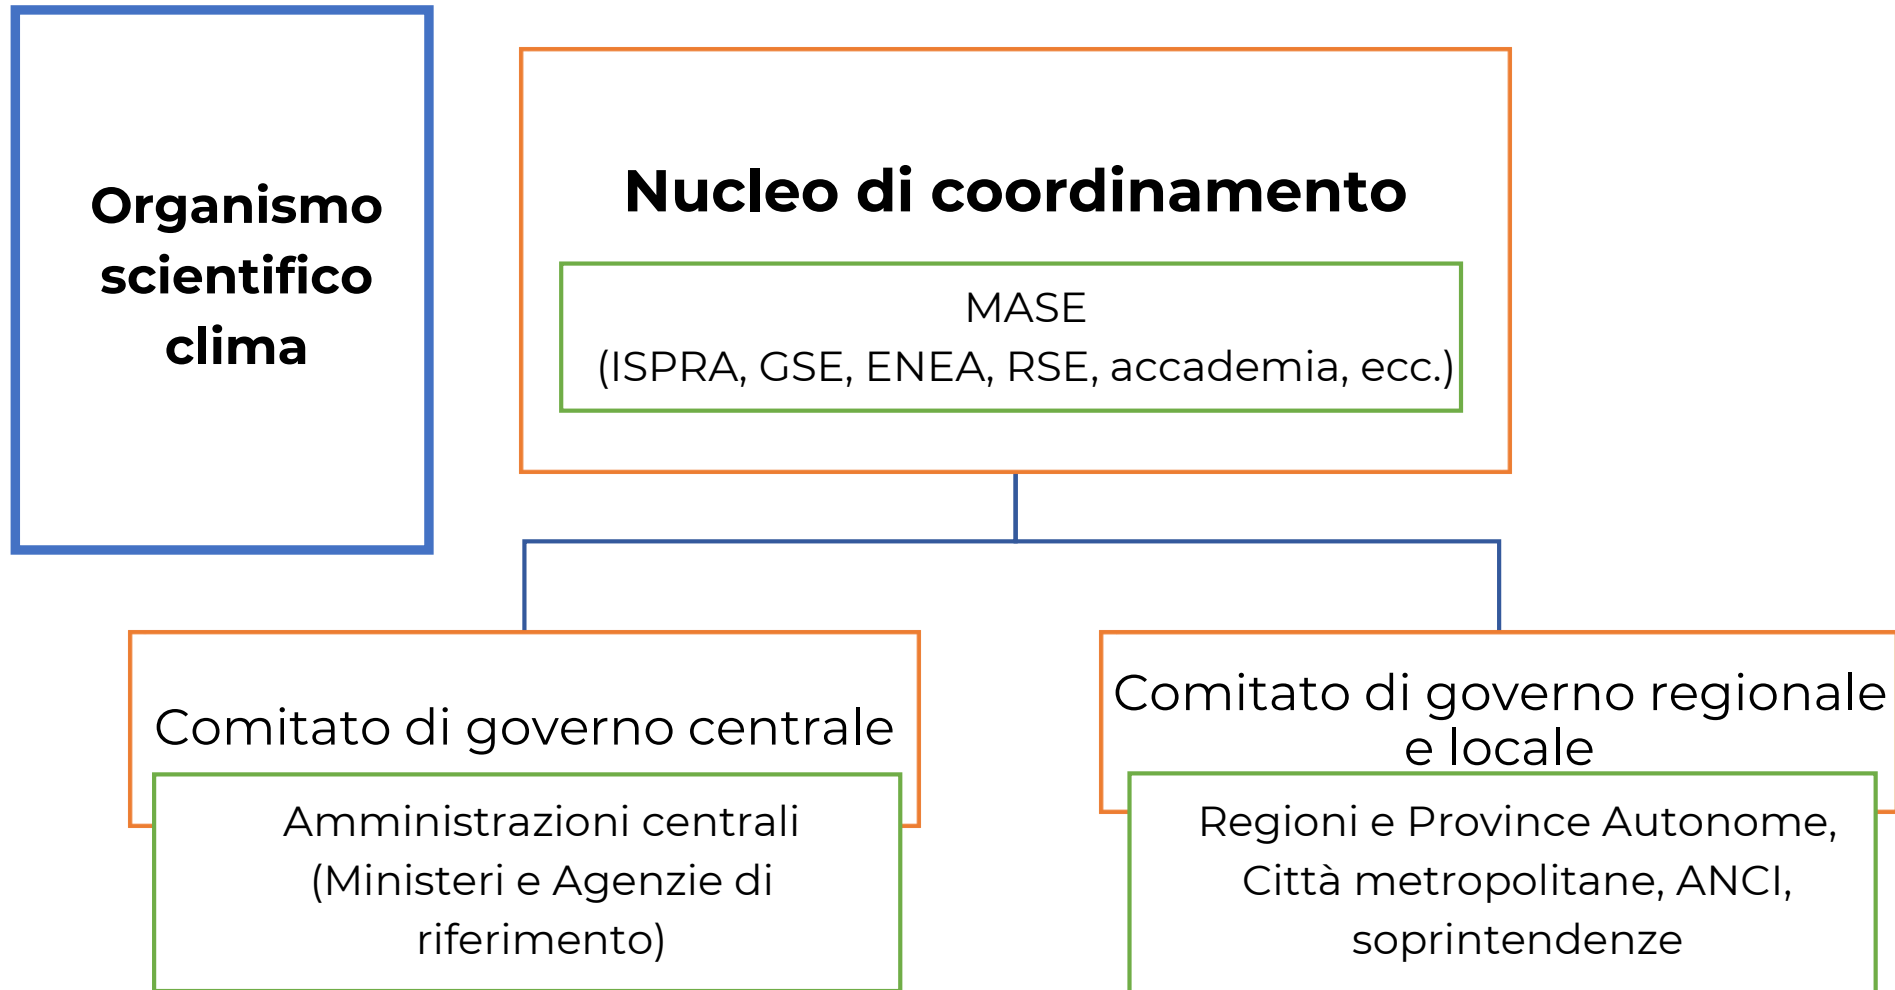 Organismo
scientifico
clima
Nucleo di coordinamento
MASE
(ISPRA, GSE, ENEA, RSE, accademia, ecc.)
Comitato di governo centrale
Amministrazioni centrali
(Ministeri e Agenzie di
riferimento)
Comitato di governo regionale
e locale
Regioni e Province Autonome,
Città metropolitane, ANCI,
soprintendenze